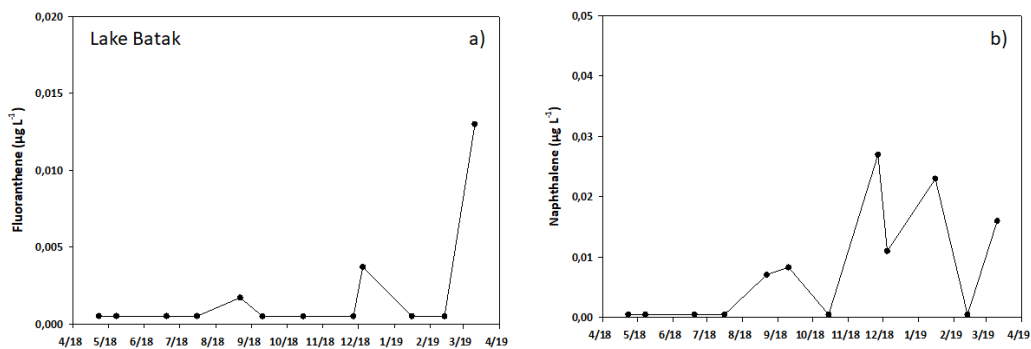 Lake Batak
a)
Fluoranthene (µg L-1)
0,020
0,015
0,010
0,005
0,000
4/18 5/18 6/18 7/18 8/18 9/18 10/18 11/18 12/18 1/19 2/19 3/19 4/19
b)
Naphthalene (µg L-1)
0,05
0,04
0,03
0,02
0,01
0,00
4/18 5/18 6/18 7/18 8/18 9/18 10/18 11/18 12/18 1/19 2/19 3/19 4/19